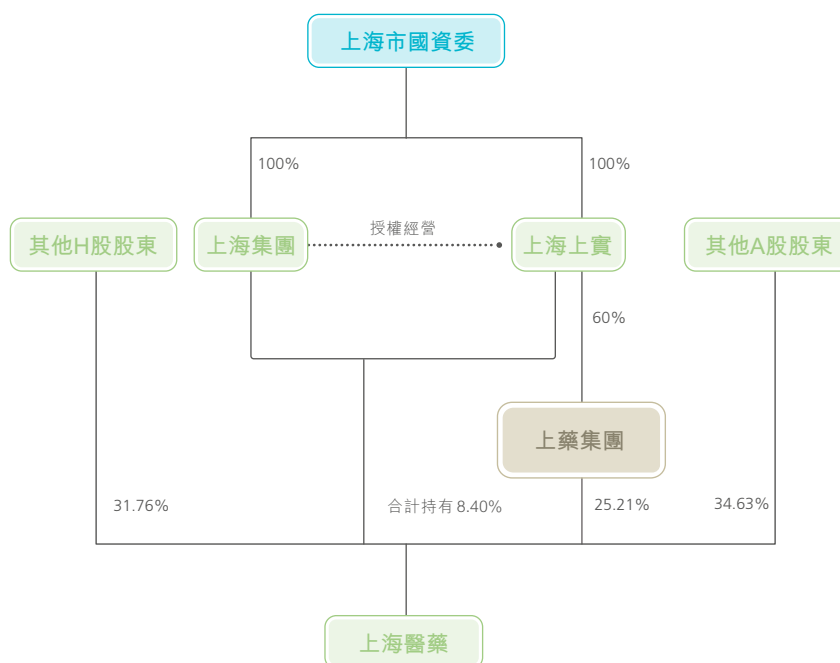 上海市國資委
100%
100%
授權經營
其他H股股東
上海集團
上海上實
其他A股股東
60%
上藥集團
31.76%
合計持有8.40%
25.21%
34.63%
上海醫藥